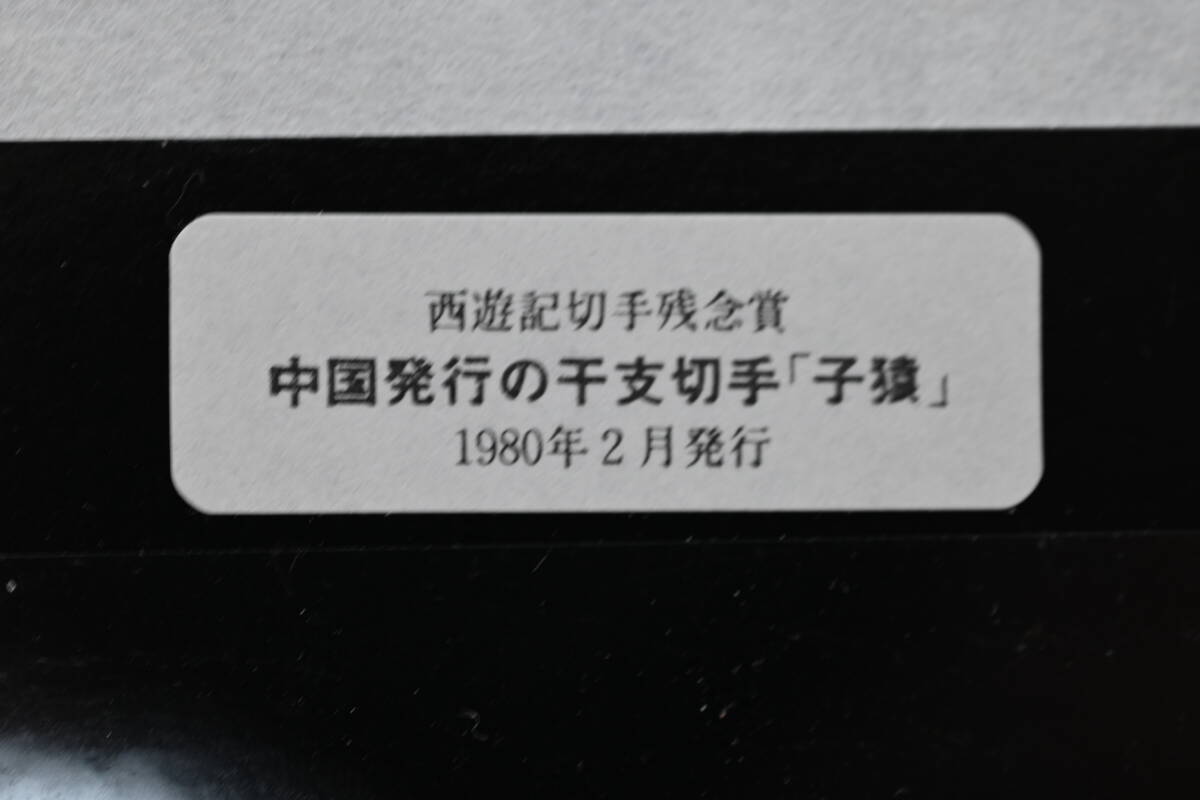 西遊記切手残念賞
中国発行の干支切手「子猿」
1980年2月発行